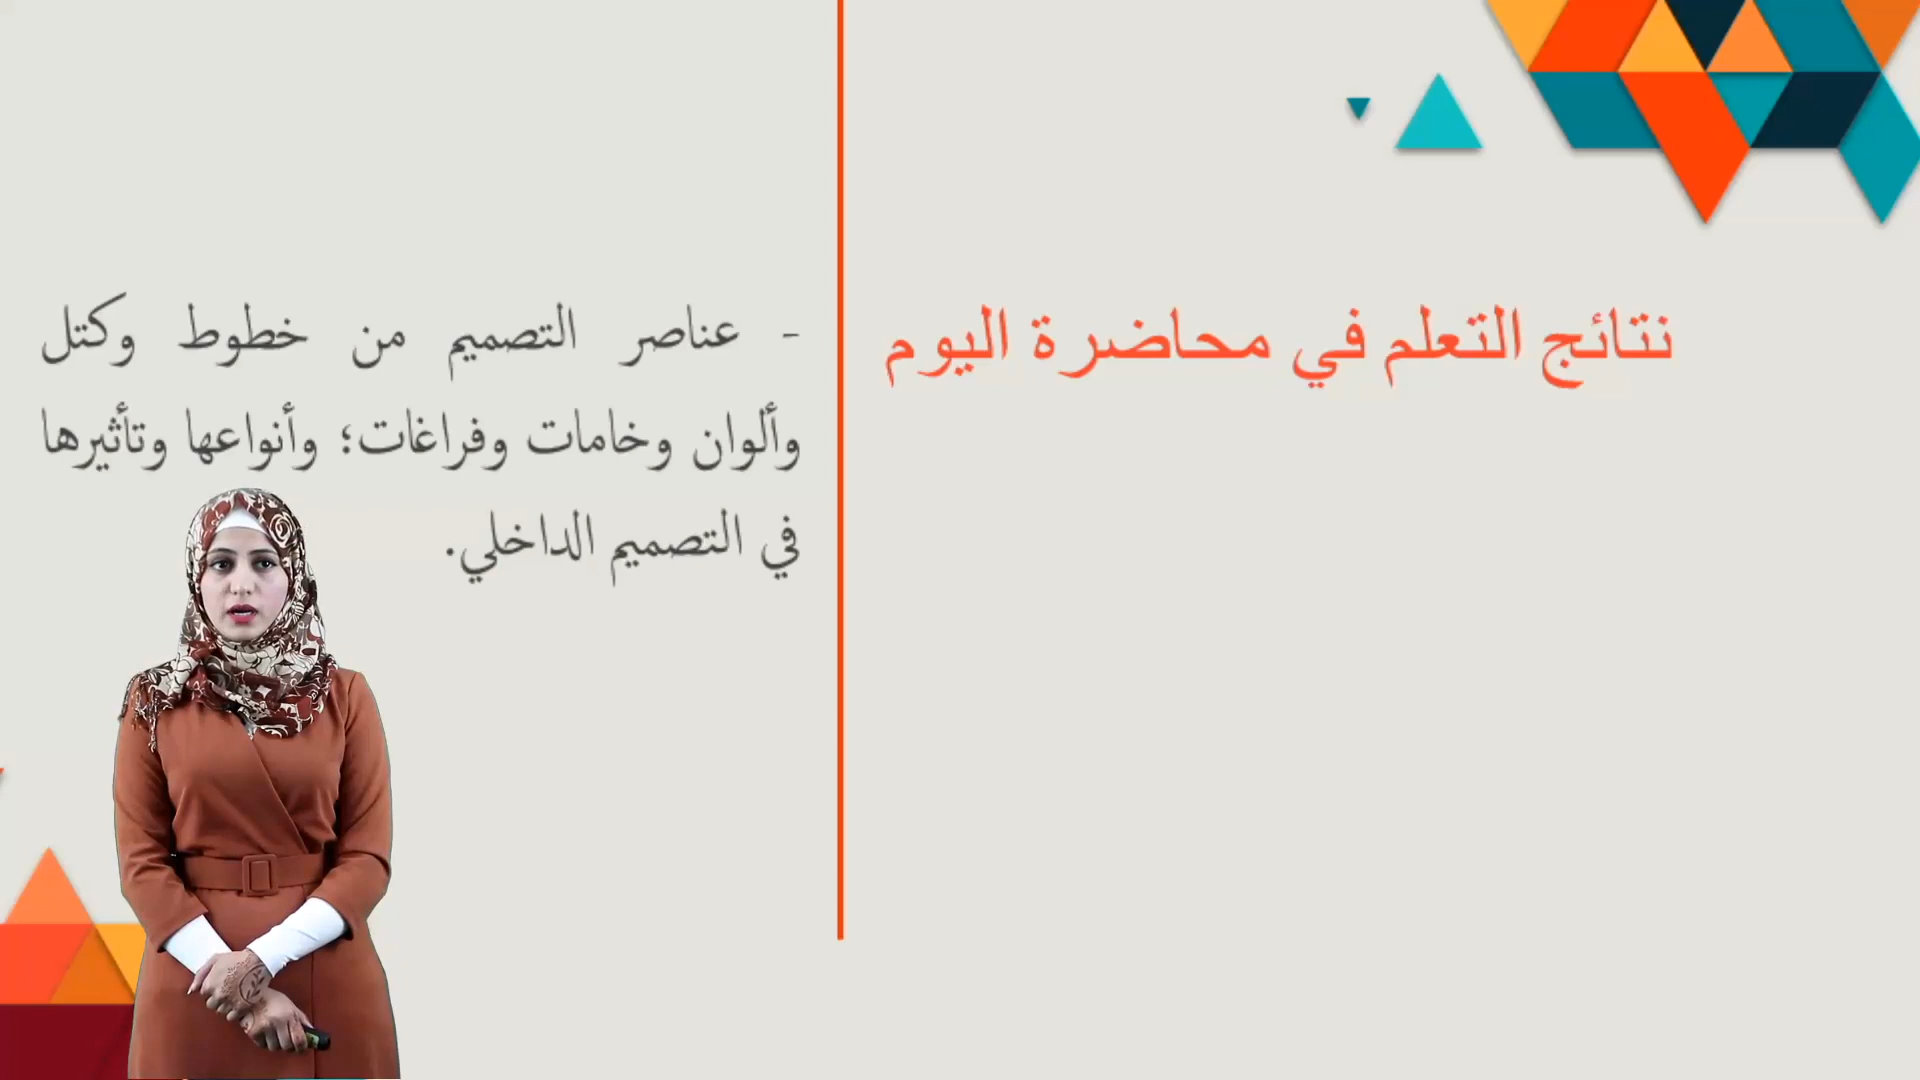 نتائج التعلم في محاضرة اليوم
- عناصر التصميم من خطوط وكتل
وألوان وخامات وفراغات؛ وأنواعها وتأثيرها
في التصميم الداخلي.